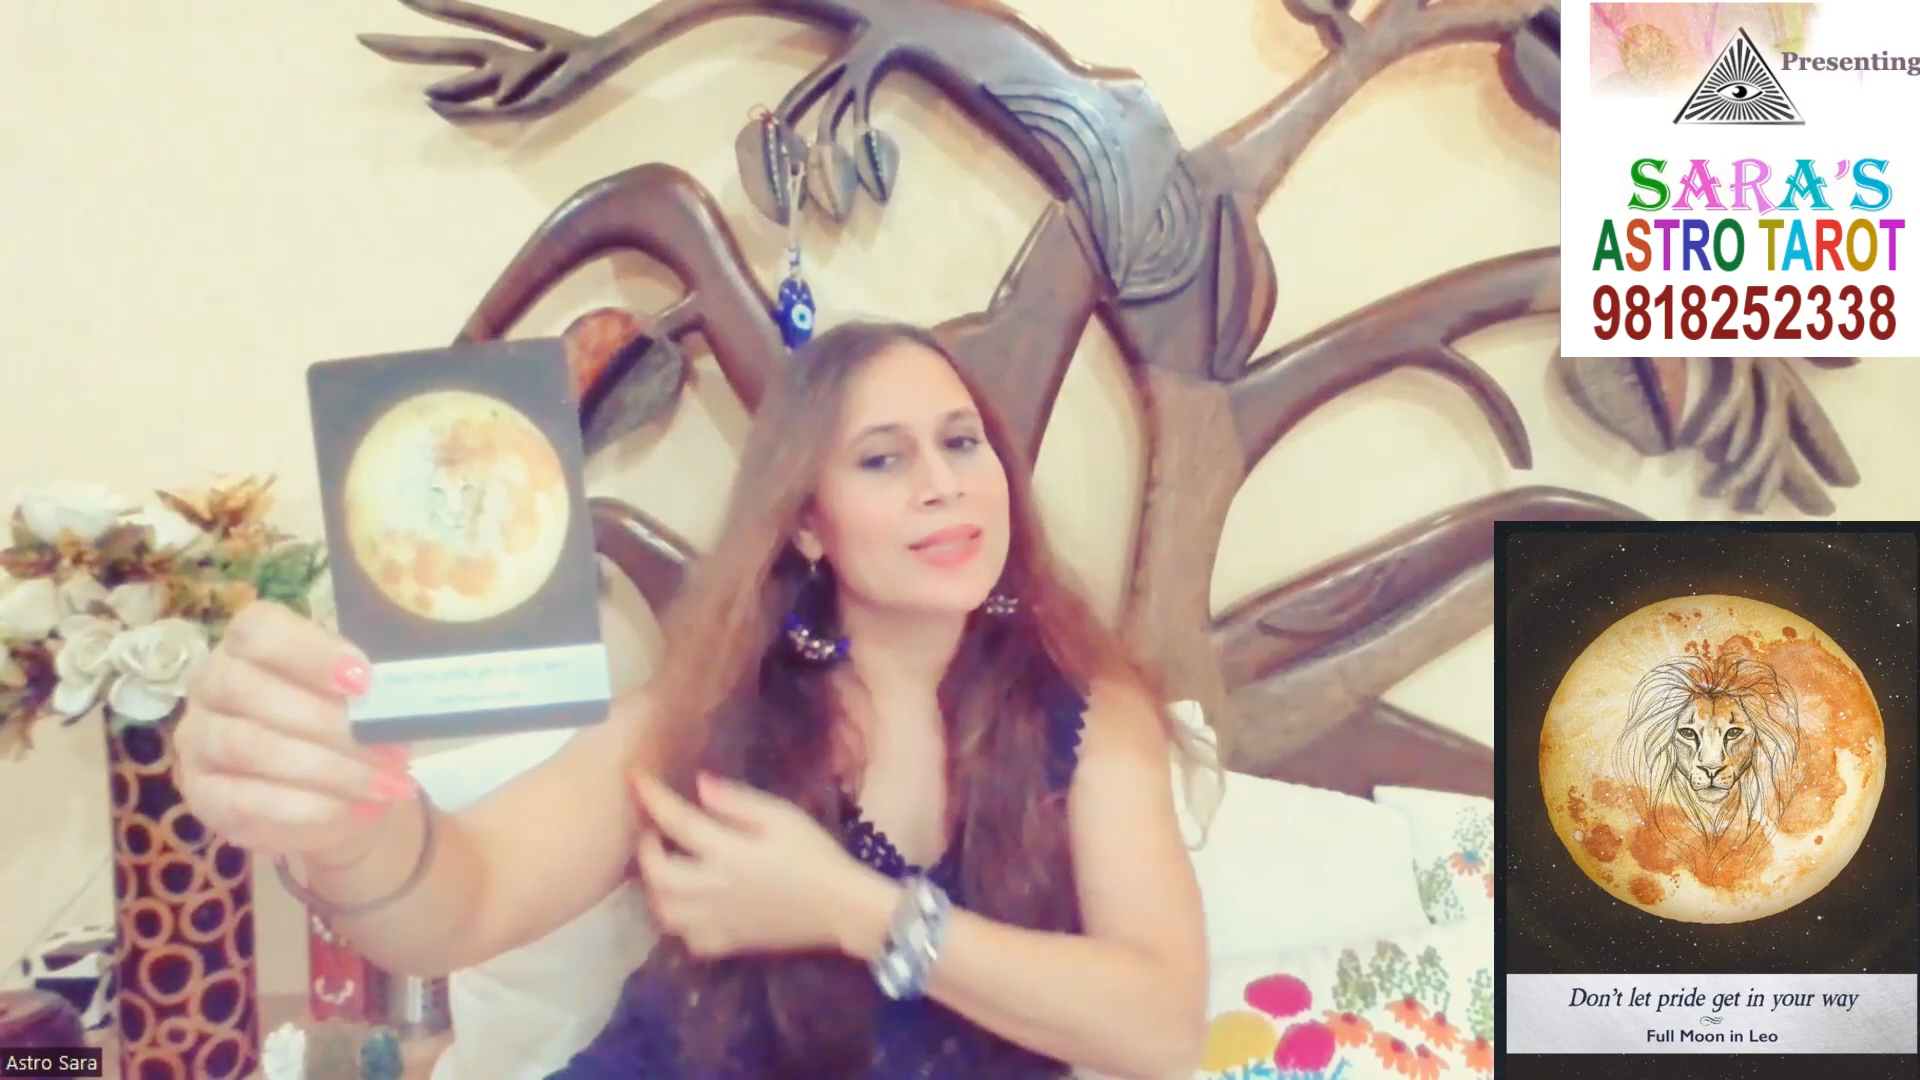 Presenting
SARA'S
ASTRO TAROT
9818252338
Don't let pride get in your way
Full Moon in Leo
Astro Sara